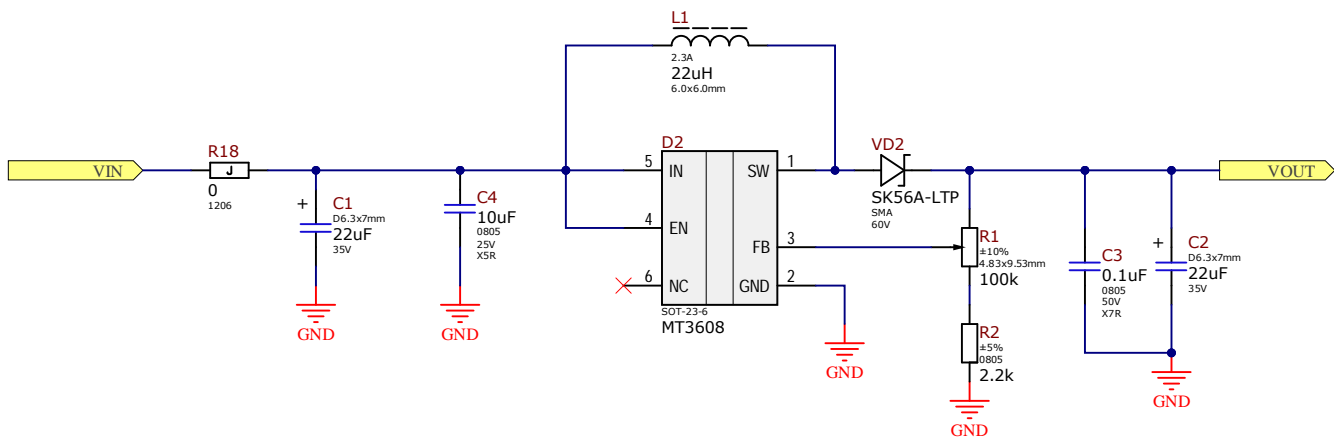 L1
2.3A
22uH
6.0x6.0mm
VIN
R18
J
0
1206
+
C1
D6.3x7mm
22uF
35V
GND
C4
10uF
0805
25V
X5R
GND
D2
5
IN
4
EN
6
NC
SW
1
FB
3
GND
2
SOT-23-6
MT3608
GND
VD2
SK56A-LTP
SMA
60V
R1
±10%
4.83x9.53mm
100k
R2
±5%
0805
2.2k
GND
C3
0.1uF
0805
50V
X7R
+
C2
D6.3x7mm
22uF
35V
GND
VOUT